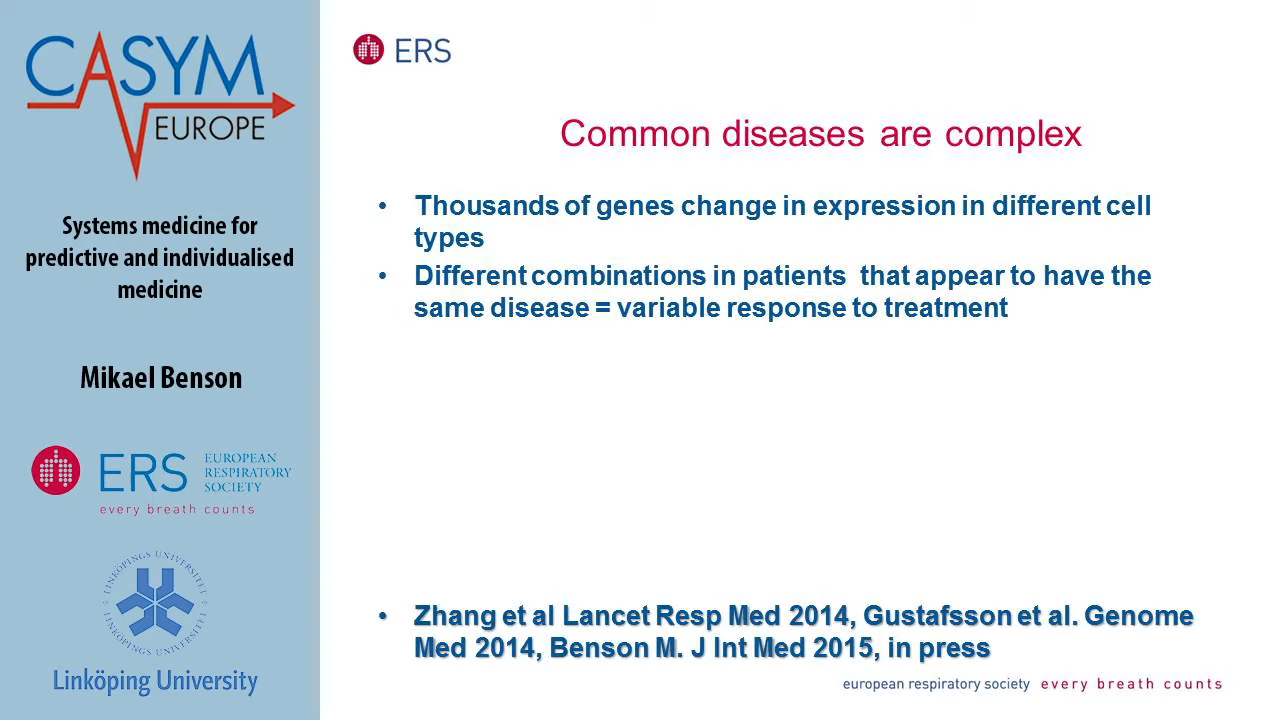 CASYM
EUROPE
Systems medicine for
predictive and individualised
medicine
Mikael Benson
ERS
EUROPEAN
RESPIRATORY
SOCIETY
every breath counts
LINKÖPINGS UNIVERSITET
LINKÖPINGS UNIVERSITET
Linköping University
ERS
Common diseases are complex
• Thousands of genes change in expression in different cell
types
• Different combinations in patients that appear to have the
same disease = variable response to treatment
• Zhang et al Lancet Resp Med 2014, Gustafsson et al. Genome
Med 2014, Benson M. J Int Med 2015, in press
european respiratory society every breath counts